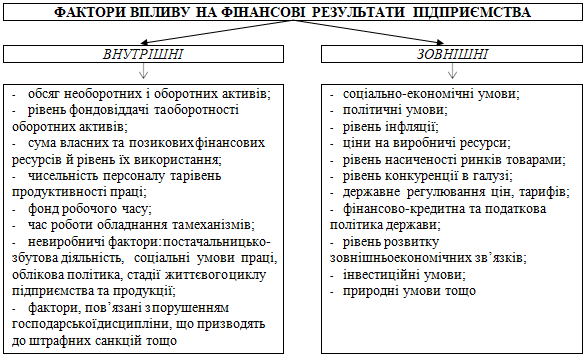 ФАКТОРИ ВПЛИВУ НА ФІНАНСОВІ РЕЗУЛЬТАТИ ПІДПРИЄМСТВА
ВНУТРІШНІ
- обсяг необоротних і оборотних активів;
- рівень фондовіддачі таоборотності
оборотних активів;
- сума власних та позиковихфінансових
ресурсів й рівень їх використання;
- чисельність персоналу тарівень
продуктивності праці;
- фонд робочого часу;
- час роботи обладнання тамеханізмів;
- невиробничі фактори:постачальницько-
збутова діяльність, соціальні умови праці,
облікова політика, стадії життєвогоциклу
підприємства та продукції;
- фактори, пов’язані зпорушенням
господарськоїдисципліни, що призводять
до штрафних санкцій тощо
ЗОВНІШНІ
- соціально-економічні умови;
- політичні умови;
- рівень інфляції;
- ціни на виробничі ресурси;
- рівень насиченості ринків товарами;
- рівень конкуренції в галузі;
- державне регулювання цін, тарифів;
- фінансово-кредитна та податкова
політика держави;
- рівень розвитку
зовнішньоекономічних зв’язків;
- інвестиційні умови;
- природні умови тощо